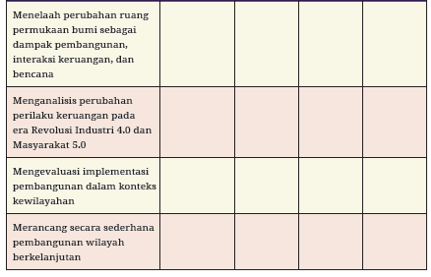 Menelaah perubahan ruang
permukaan bumi sebagai
dampak pembangunan,
interaksi keruangan, dan
bencana
Menganalisis perubahan
perilaku keruangan pada
era Revolusi Industri 4.0 dan
Masyarakat 5.0
Mengevaluasi implementasi
pembangunan dalam konteks
kewilayahan
Merancang secara sederhana
pembangunan wilayah
berkelanjutan